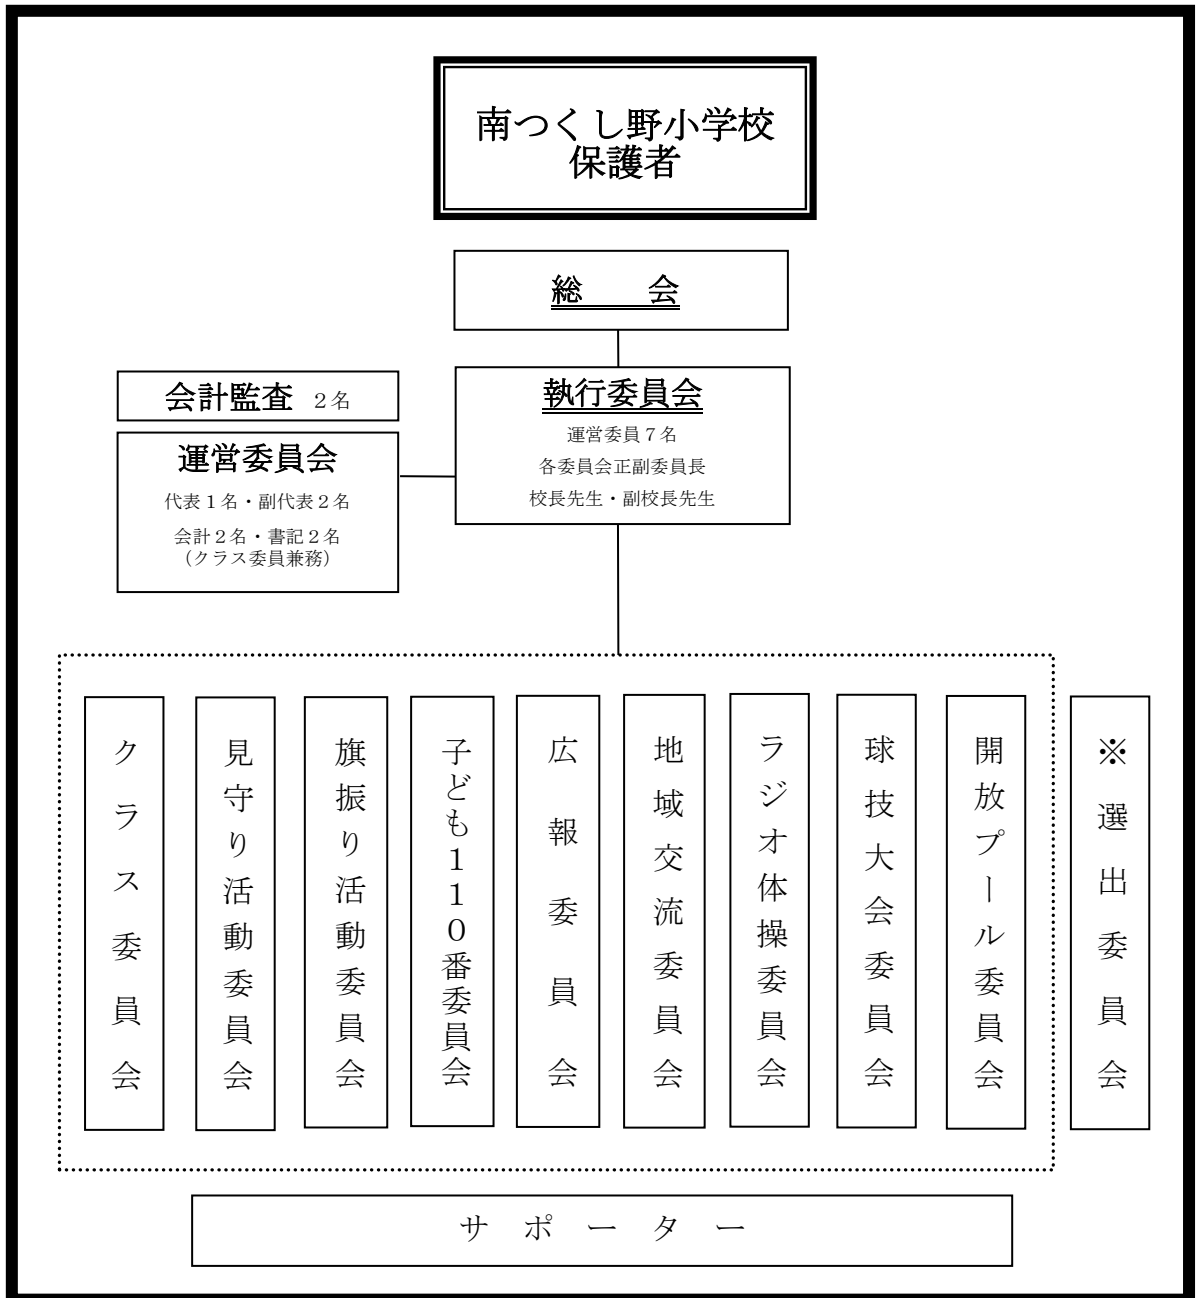 南つくし野小学校
保護者
総　　会
会計監査 ２名
執行委員会
運営委員７名
各委員会正副委員長
校長先生・副校長先生
運営委員会
代表１名・副代表２名
会計２名・書記２名
（クラス委員兼務）
クラス委員会
見守り活動委員会
旗振り活動委員会
子ども１１０番委員会
広報委員会
地域交流委員会
ラジオ体操委員会
球技大会委員会
開放プール委員会
※選出委員会
サ　ポ　ー　タ　ー